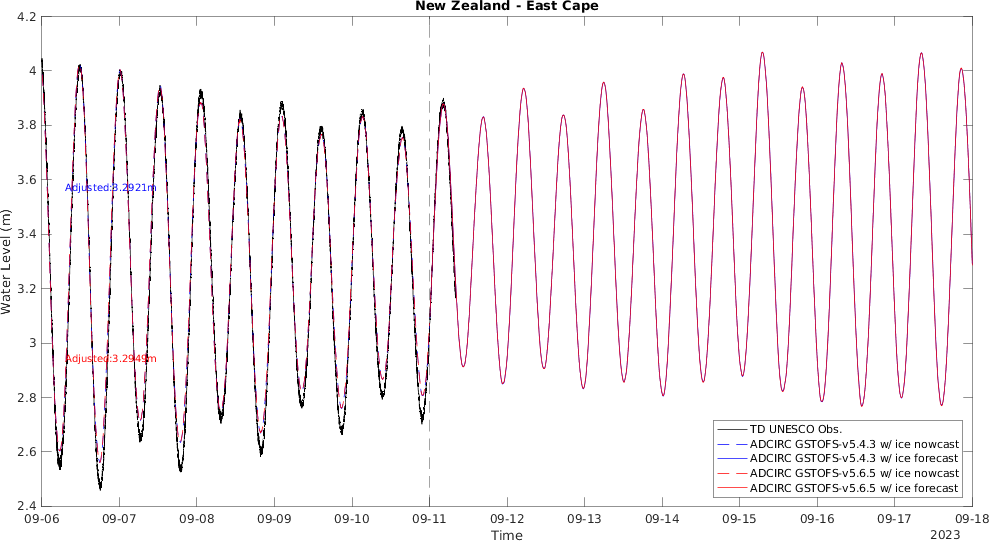 New Zealand - East Cape
4.2
4
3.8
3.6
3.4
3.2
3
2.8
2.6
2.4
Water Level (m)
Adjusted:3.2921m
Adjusted:3.2949m
TD UNESCO Obs.
ADCIRC GSTOFS-v5.4.3 w/ ice nowcast
ADCIRC GSTOFS-v5.4.3 w/ ice forecast
ADCIRC GSTOFS-v5.6.5 w/ ice nowcast
ADCIRC GSTOFS-v5.6.5 w/ ice forecast
09-06 09-07 09-08 09-09 09-10 09-11 09-12 09-13 09-14 09-15 09-16 09-17 09-18
Time
2023